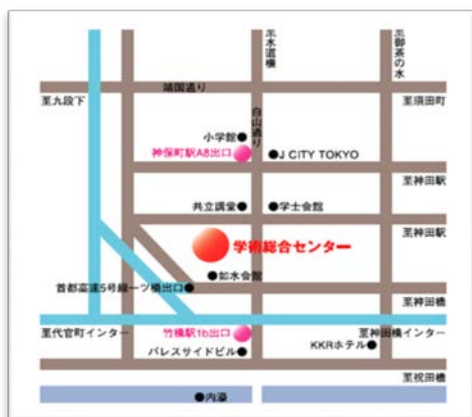 至水道橋
至御茶の水
靖国通り
至九段下
至須田町
白山通り
小学館
神保町駅A8出口
J CITY TOKYO
至神田駅
共立講堂
学士会館
学術総合センター
至神田駅
如水会館
首都高速5号線一ツ橋出口
至神田橋
至代官町インター
竹橋駅1b出口
至神田橋インター
パレスサイドビル
KKRホテル
至祝田橋
内濠